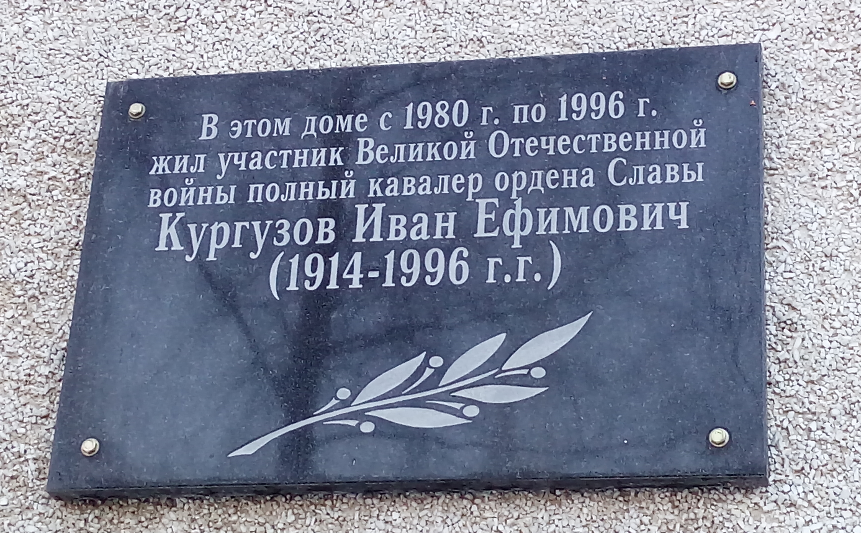 В этом доме с 1980 г. по 1996 г.
жил участник Великой Отечественной
войны полный кавалер ордена Славы
Кургузов Иван Ефимович
(1914-1996 г.г.)